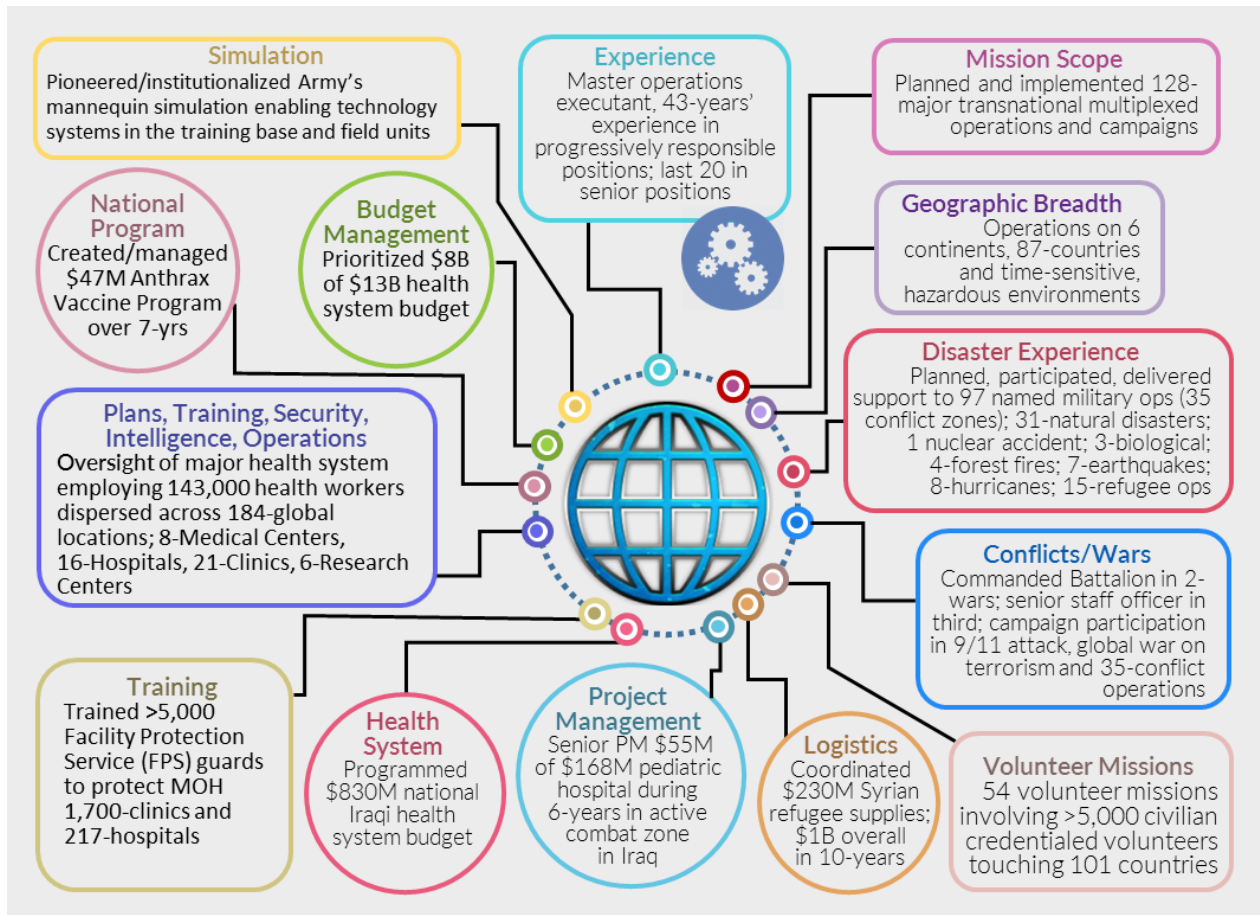 Simulation
Pioneered/institutionalized Army's
mannequin simulation enabling technology
systems in the training base and field units
Experience
Master operations
executant, 43-years'
experience in
progressively responsible
positions; last 20 in
senior positions
Mission Scope
Planned and implemented 128-
major transnational multiplexed
operations and campaigns
National
Program
Created/managed
$47M Anthrax
Vaccine Program
over 7-yrs
Budget
Management
Prioritized $8B
of $13B health
system budget
Geographic Breadth
Operations on 6
continents, 87-countries
and time-sensitive,
hazardous environments
Disaster Experience
Planned, participated, delivered
support to 97 named military ops (35
conflict zones); 31-natural disasters;
1 nuclear accident; 3-biological;
4-forest fires; 7-earthquakes;
8-hurricanes; 15-refugee ops
Plans, Training, Security,
Intelligence, Operations
Oversight of major health system
employing 143,000 health workers
dispersed across 184-global
locations; 8-Medical Centers,
16-Hospitals, 21-Clinics, 6-Research
Centers
Conflicts/Wars
Commanded Battalion in 2-
wars; senior staff officer in
third; campaign participation
in 9/11 attack, global war on
terrorism and 35-conflict
operations
Training
Trained >5,000
Facility Protection
Service (FPS) guards
to protect MOH
1,700-clinics and
217-hospitals
Health
System
Programmed
$830M national
Iraqi health
system budget
Project
Management
Senior PM $55M
of $168M pediatric
hospital during
6-years in active
combat zone
in Iraq
Logistics
Coordinated
$230M Syrian
refugee supplies;
$1B overall
in 10-years
Volunteer Missions
54 volunteer missions
involving >5,000 civilian
credentialed volunteers
touching 101 countries